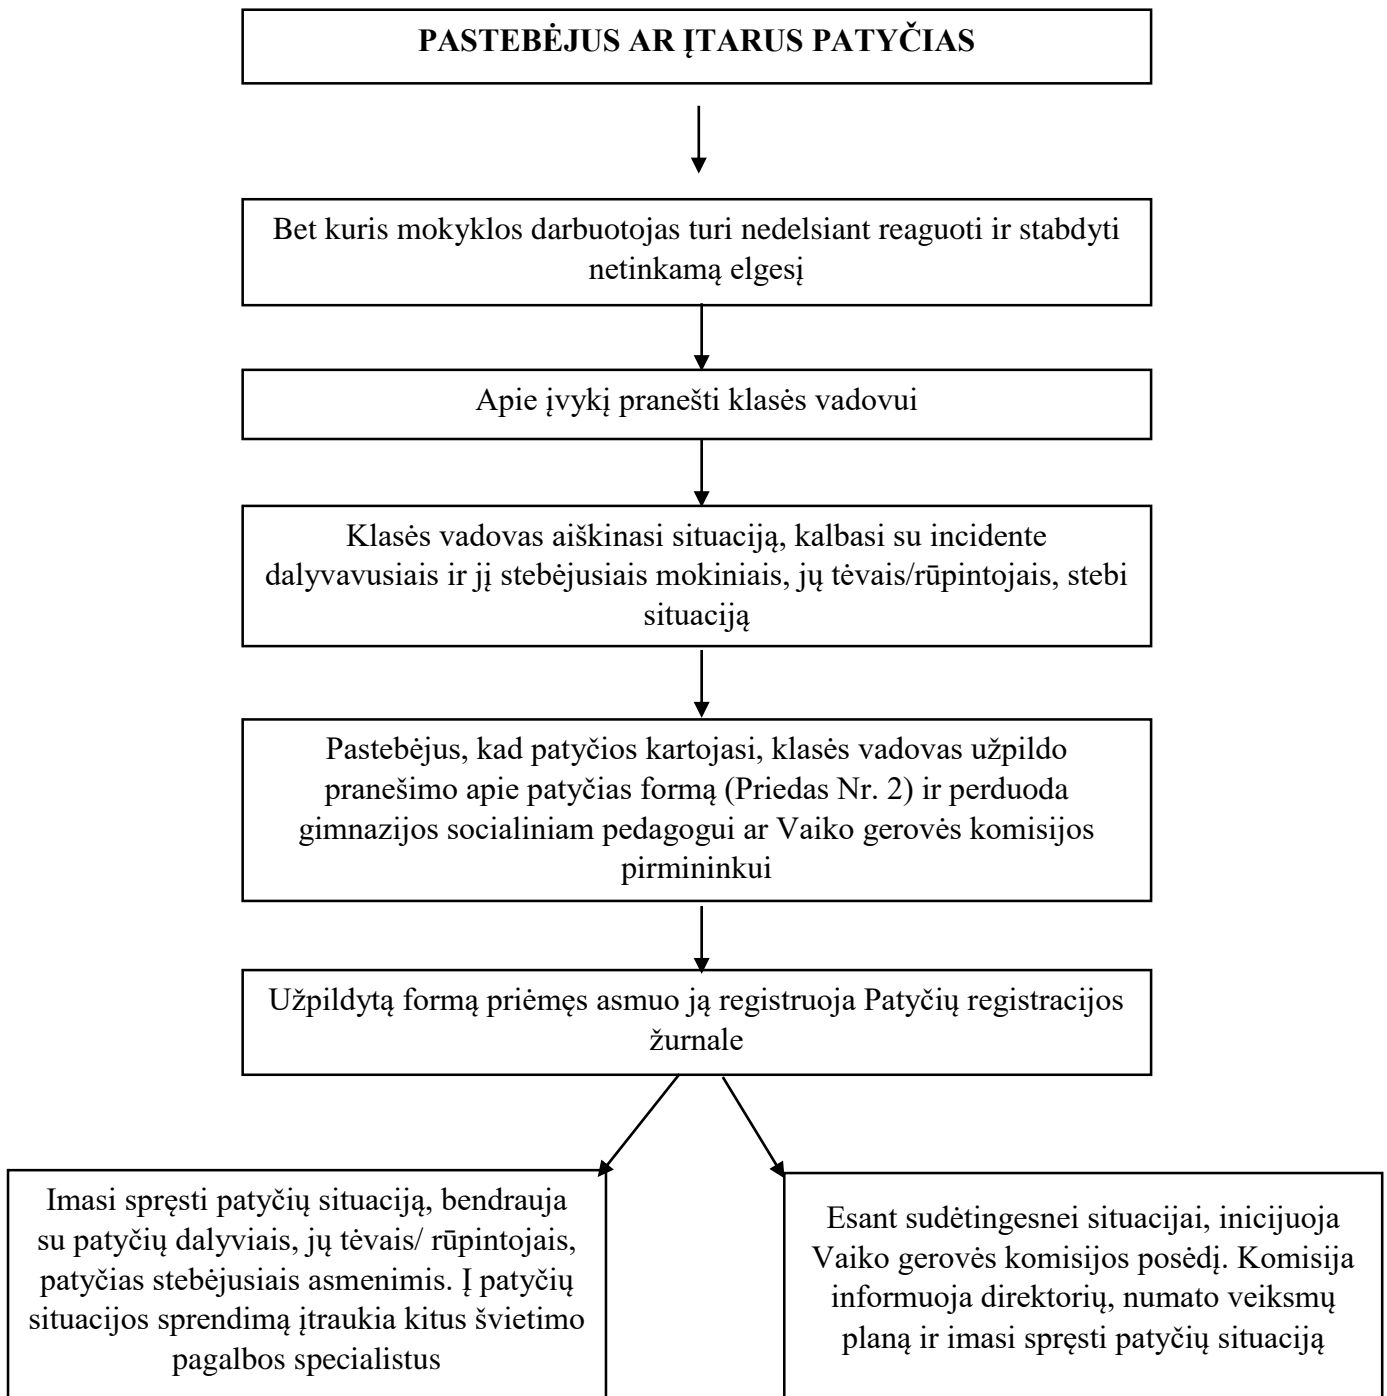 PASTEBĖJUS AR ĮTARUS PATYČIAS
Bet kuris mokyklos darbuotojas turi nedelsiant reaguoti ir stabdyti
netinkamą elgesį
Apie įvykį pranešti klasės vadovui
Klasės vadovas aiškinasi situaciją, kalbasi su incidente
dalyvavusiais ir jį stebėjusiais mokiniais, jų tėvais/rūpintojais, stebi
situaciją
Pastebėjus, kad patyčios kartojasi, klasės vadovas užpildo
pranešimo apie patyčias formą (Priedas Nr. 2) ir perduoda
gimnazijos socialiniam pedagogui ar Vaiko gerovės komisijos
pirmininkui
Užpildytą formą priėmęs asmuo ją registruoja Patyčių registracijos
žurnale
Imasi spręsti patyčių situaciją, bendrauja
su patyčių dalyviais, jų tėvais/ rūpintojais,
patyčias stebėjusiais asmenimis. Į patyčių
situacijos sprendimą įtraukia kitus švietimo
pagalbos specialistus
Esant sudėtingesnei situacijai, inicijuoja
Vaiko gerovės komisijos posėdį. Komisija
informuoja direktorių, numato veiksmų
planą ir imasi spręsti patyčių situaciją